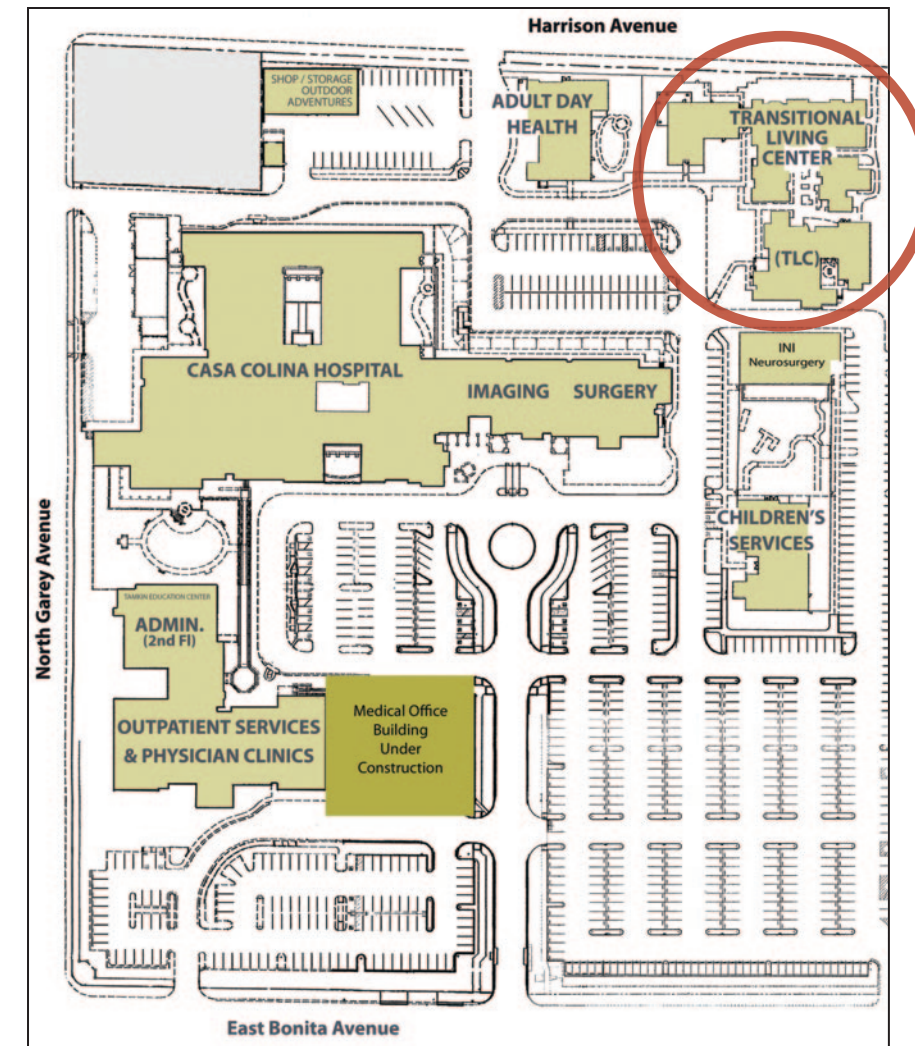 Harrison Avenue
SHOP / STORAGE
OUTDOOR
ADVENTURES
ADULT DAY
HEALTH
TRANSITIONAL
LIVING
CENTER
(TLC)
INI
Neurosurgery
CASA COLINA HOSPITAL
IMAGING SURGERY
CHILDREN'S
SERVICES
North Garey Avenue
TAMKIN EDUCATION CENTER
ADMIN.
(2nd Fl)
OUTPATIENT SERVICES
& PHYSICIAN CLINICS
Medical Office
Building
Under
Construction
East Bonita Avenue